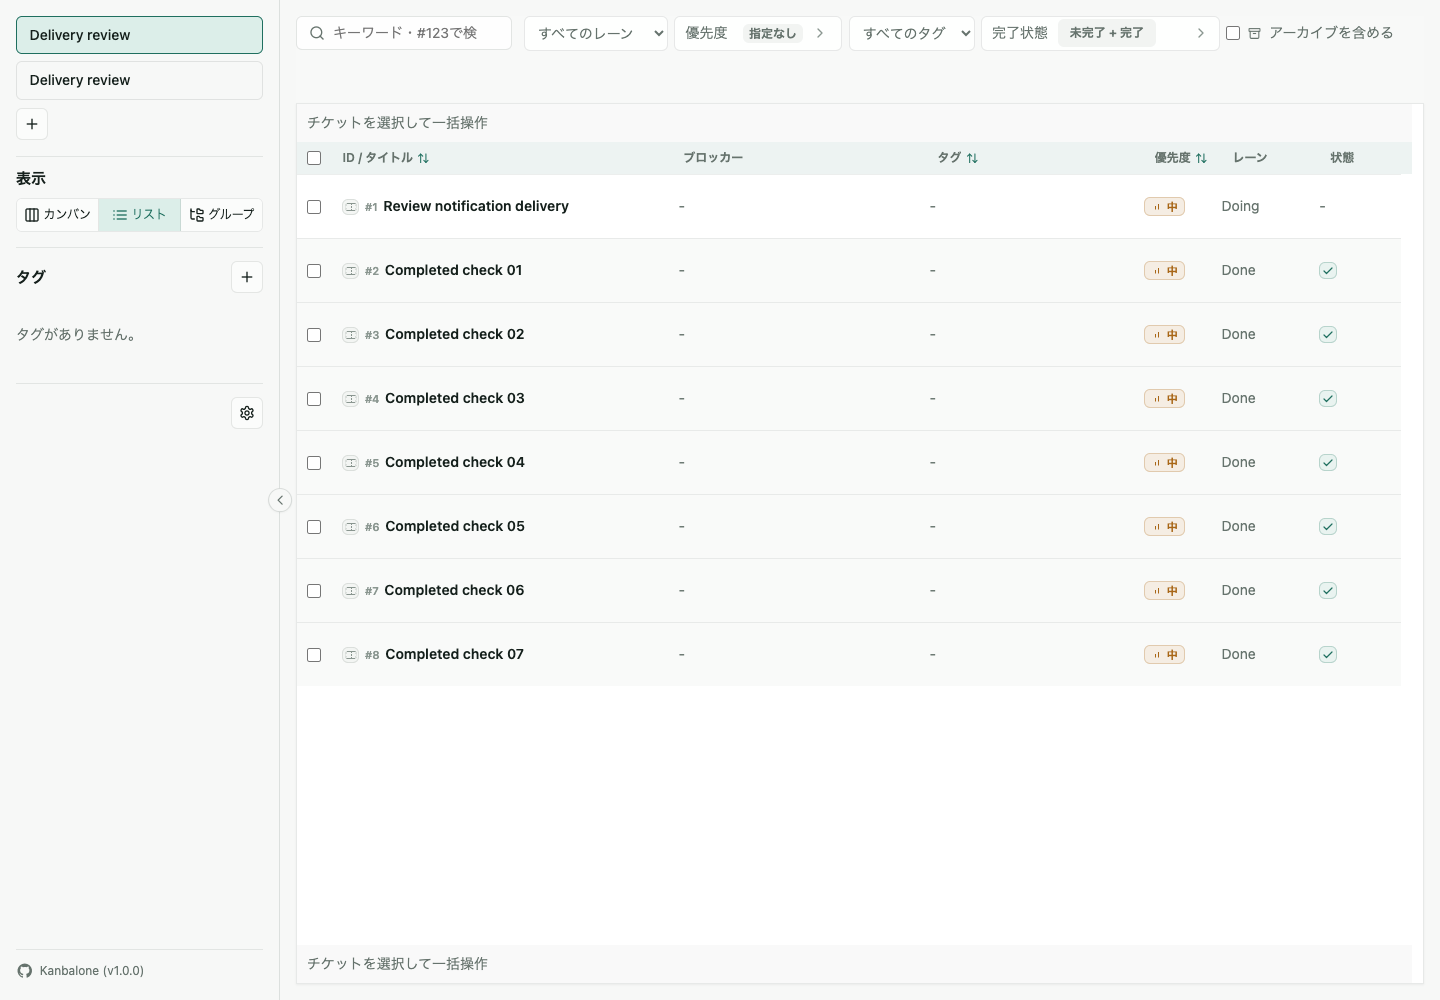 Delivery review
Delivery review
表示
カンバン リスト グループ
タグ
タグがありません。
Kanbalone (v1.0.0)
キーワード・#123で検 すべてのレーン 優先度 指定なし すべてのタグ 完了状態 未完了 + 完了 アーカイブを含める
チケットを選択して一括操作
ID / タイトル ブロッカー タグ 優先度 レーン 状態
#1 Review notification delivery - - 中 Doing -
#2 Completed check 01 - - 中 Done
#3 Completed check 02 - - 中 Done
#4 Completed check 03 - - 中 Done
#5 Completed check 04 - - 中 Done
#6 Completed check 05 - - 中 Done
#7 Completed check 06 - - 中 Done
#8 Completed check 07 - - 中 Done
チケットを選択して一括操作